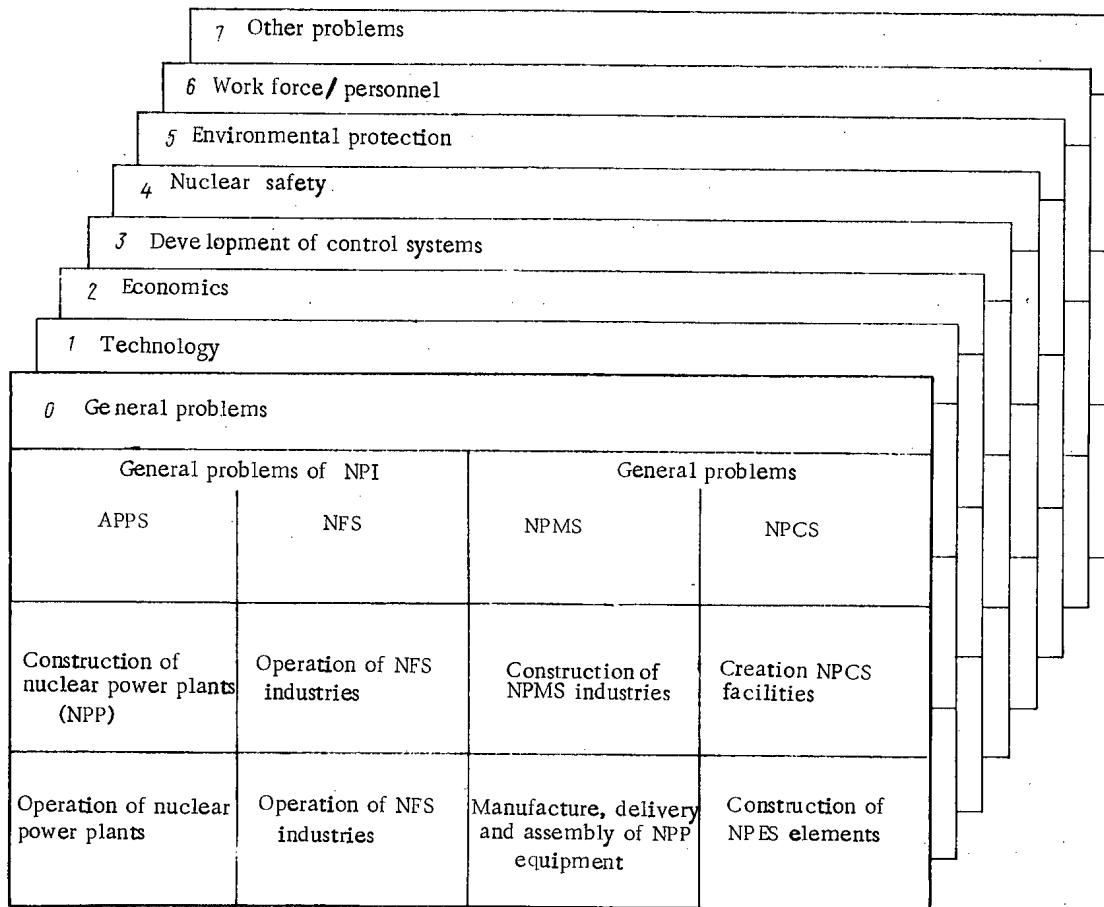 7 Other problems
6 Work force/ personnel
5 Environmental protection
4 Nuclear safety
3 Development of control systems
2 Economics
1 Technology
0 General problems
General problems of NPI
General problems
APPS
NFS
NPMS
NPCS
Construction of
nuclear power plants
(NPP)
Operation of NFS
industries
Construction of
NPMS industries
Creation NPCS
facilities
Operation of nuclear
power plants
Operation of NFS
industries
Manufacture, delivery
and assembly of NPP
equipment
Construction of
NPES elements